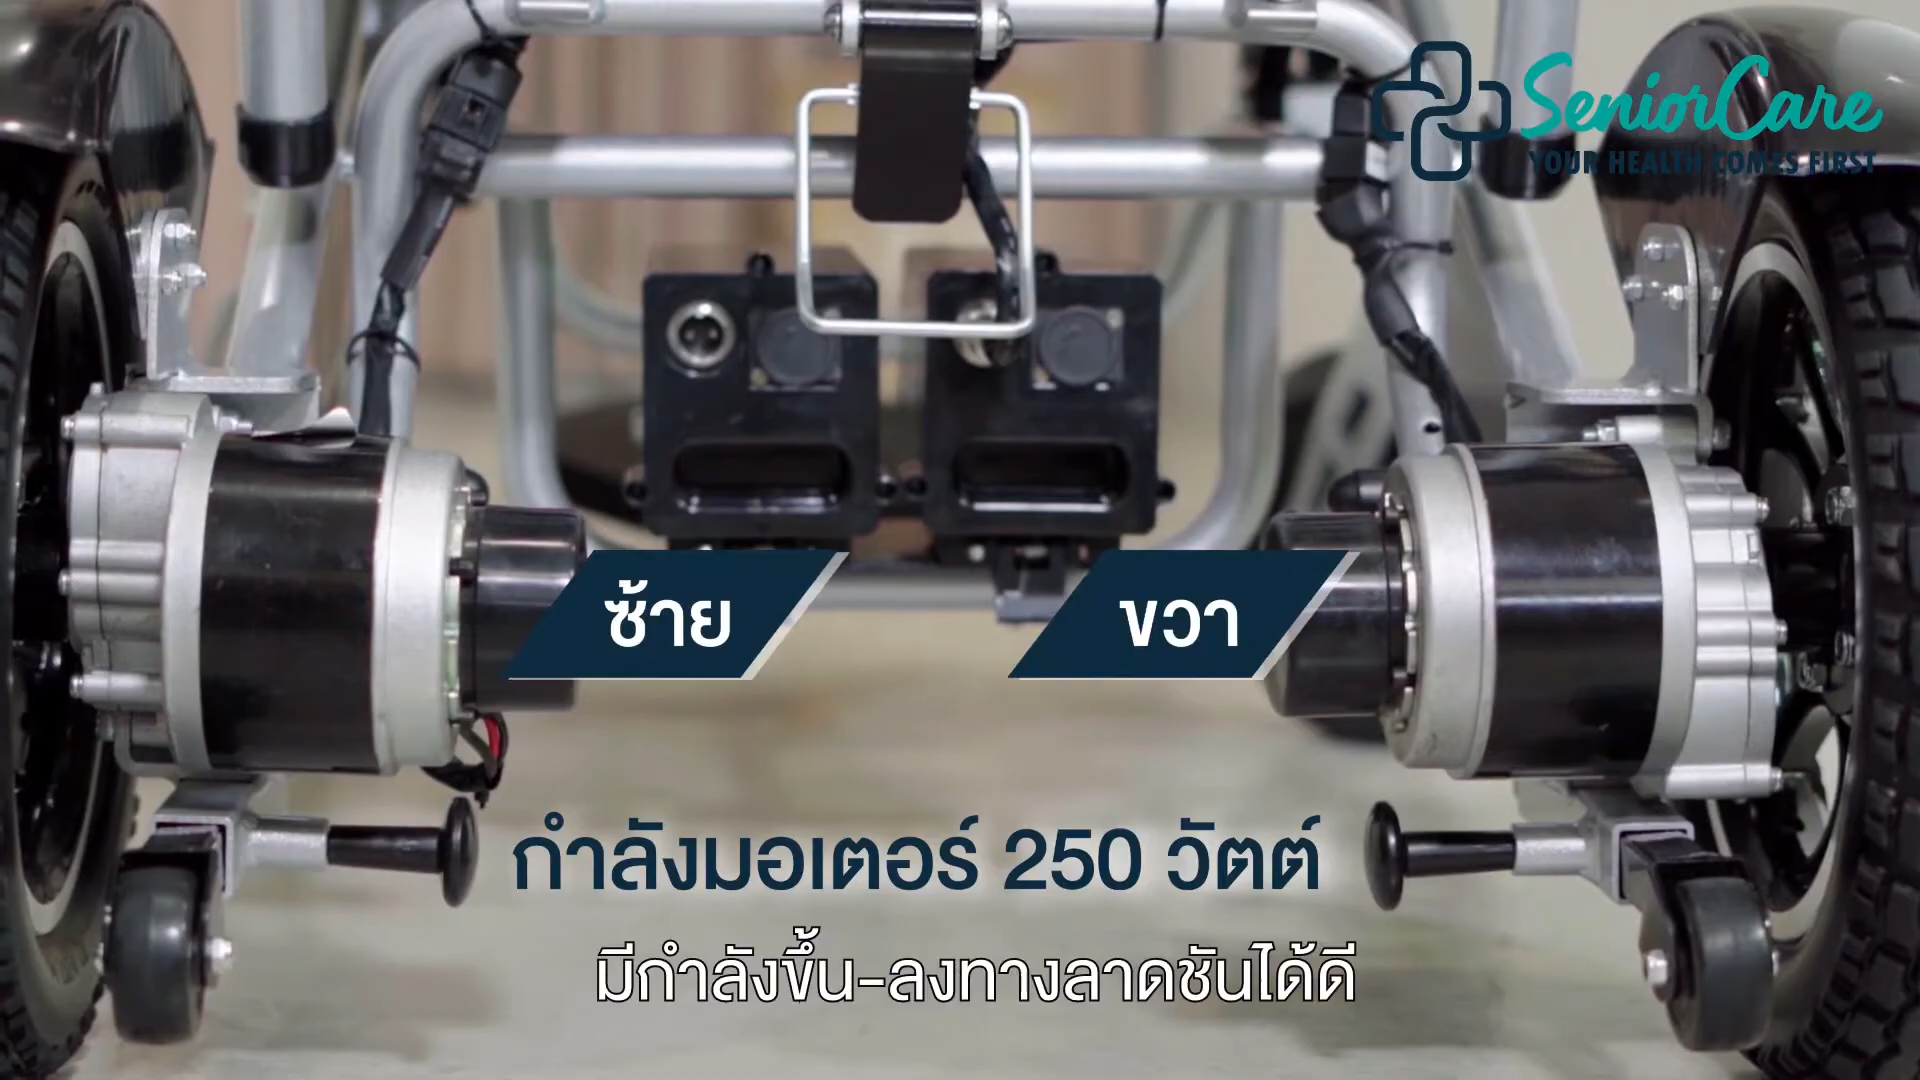 SeniorCare
YOUR HEALTH COMES FIRST
ซ้าย
ขวา
กำลังมอเตอร์ 250 วัตต์
มีกำลังขึ้น-ลงทางลาดชันได้ดี